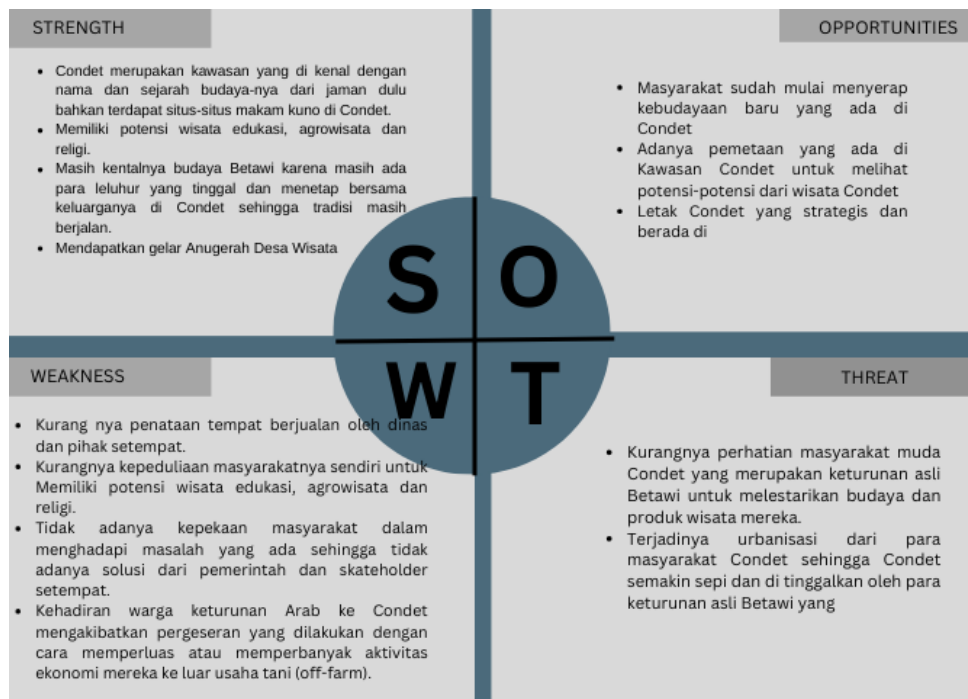 STRENGTH
Condet merupakan kawasan yang di kenal dengan
nama dan sejarah budaya-nya dari jaman dulu
bahkan terdapat situs-situs makam kuno di Condet.
Memiliki potensi wisata edukasi, agrowisata dan
religi.
Masih kentalnya budaya Betawi karena masih ada
para leluhur yang tinggal dan menetap bersama
keluarganya di Condet sehingga tradisi masih
berjalan.
Mendapatkan gelar Anugerah Desa Wisata
OPPORTUNITIES
Masyarakat sudah mulai menyerap
kebudayaan baru yang ada di
Condet
Adanya pemetaan yang ada di
Kawasan Condet untuk melihat
potensi-potensi dari wisata Condet
Letak Condet yang strategis dan
berada di
S O
W T
WEAKNESS
Kurang nya penataan tempat berjualan oleh dinas
dan pihak setempat.
Kurangnya kepeduliaan masyarakatnya sendiri untuk
Memiliki potensi wisata edukasi, agrowisata dan
religi.
Tidak adanya kepekaan masyarakat dalam
menghadapi masalah yang ada sehingga tidak
adanya solusi dari pemerintah dan skateholder
setempat.
Kehadiran warga keturunan Arab ke Condet
mengakibatkan pergeseran yang dilakukan dengan
cara memperluas atau memperbanyak aktivitas
ekonomi mereka ke luar usaha tani (off-farm).
THREAT
Kurangnya perhatian masyarakat muda
Condet yang merupakan keturunan asli
Betawi untuk melestarikan budaya dan
produk wisata mereka.
Terjadinya urbanisasi dari para
masyarakat Condet sehingga Condet
semakin sepi dan di tinggalkan oleh para
keturunan asli Betawi yang